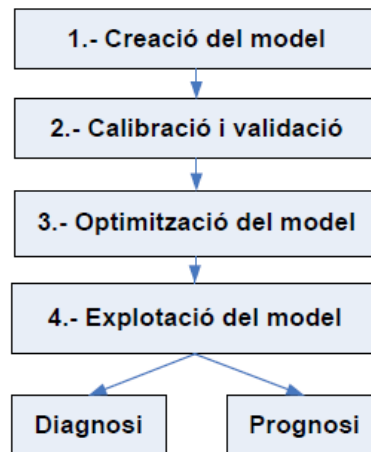 1.- Creació del model
2.- Calibració i validació
3.- Optimització del model
4.- Explotació del model
Diagnosi
Prognosi